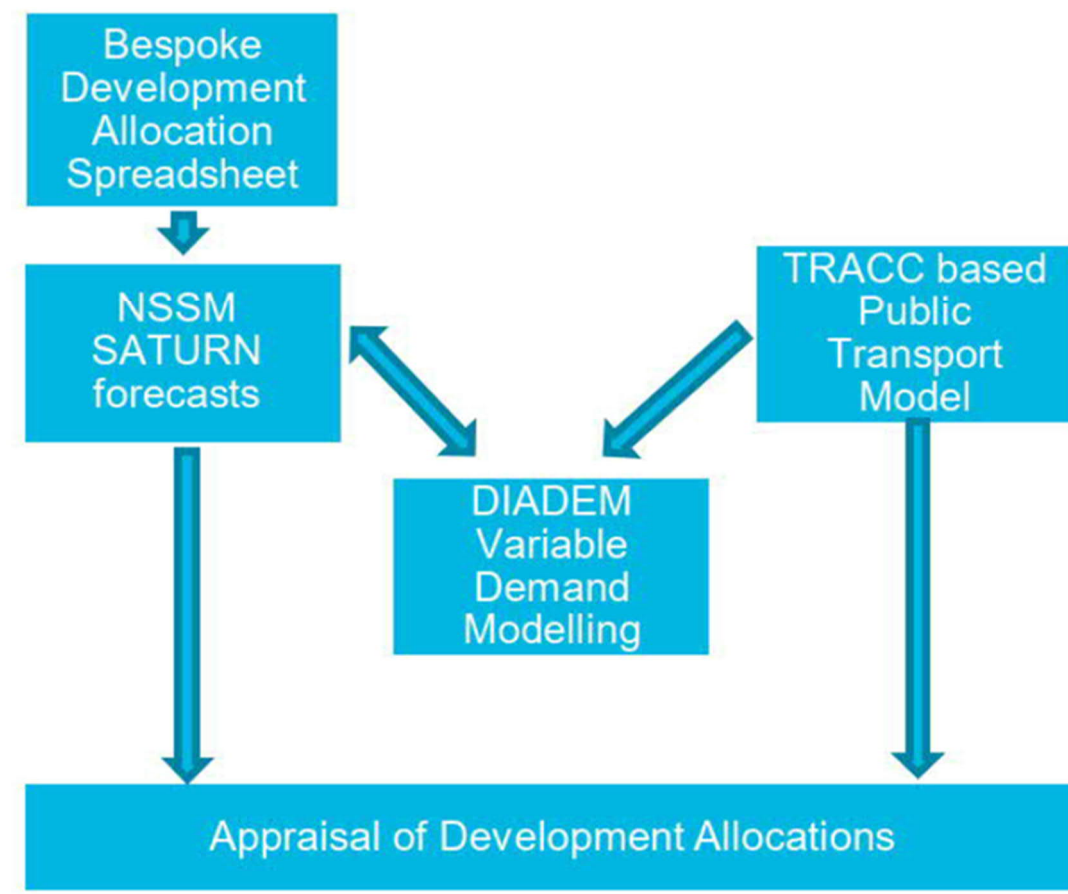 Bespoke
Development
Allocation
Spreadsheet
NSSM
SATURN
forecasts
TRACC based
Public
Transport
Model
DIADEM
Variable
Demand
Modelling
Appraisal of Development Allocations